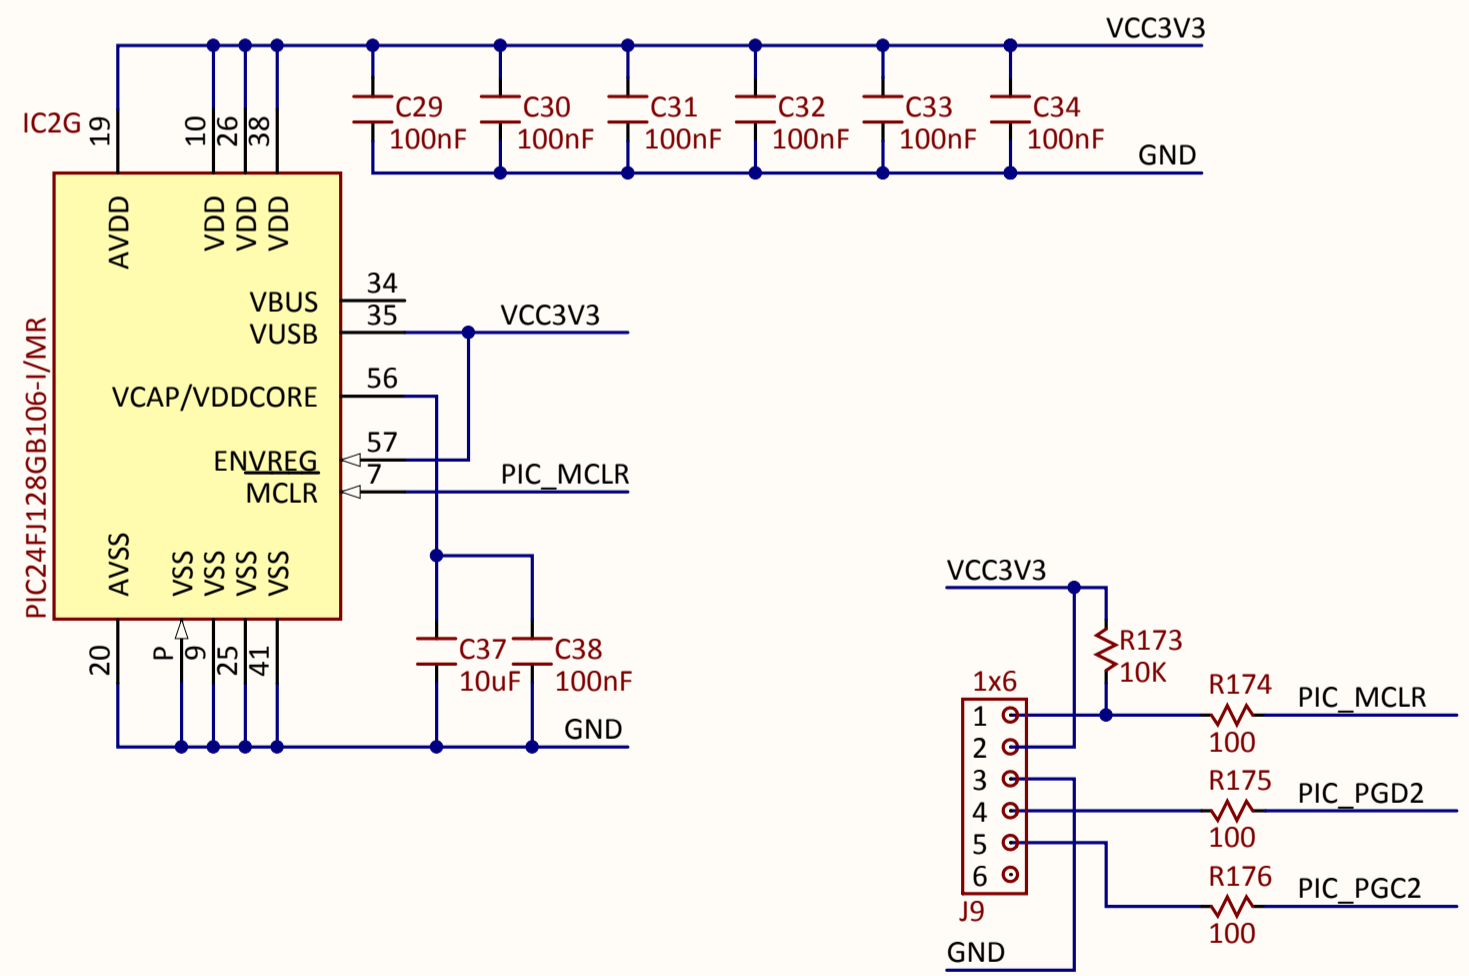 VCC3V3
IC2G
19
10
26
38
C29
100nF
C30
100nF
C31
100nF
C32
100nF
C33
100nF
C34
100nF
GND
AVDD
VDD
VDD
VDD
VBUS
34
VUSB
35
VCC3V3
VCAP/VDDCORE
56
ENVREG
57
MCLR
7
PIC_MCLR
PIC24FJ128GB106-I/MR
AVSS
VSS
VSS
VSS
VSS
20
P
9
25
41
C37
10uF
C38
100nF
GND
VCC3V3
R173
10K
1x6
1
2
3
4
5
6
J9
R174
100
PIC_MCLR
R175
100
PIC_PGD2
R176
100
PIC_PGC2
GND